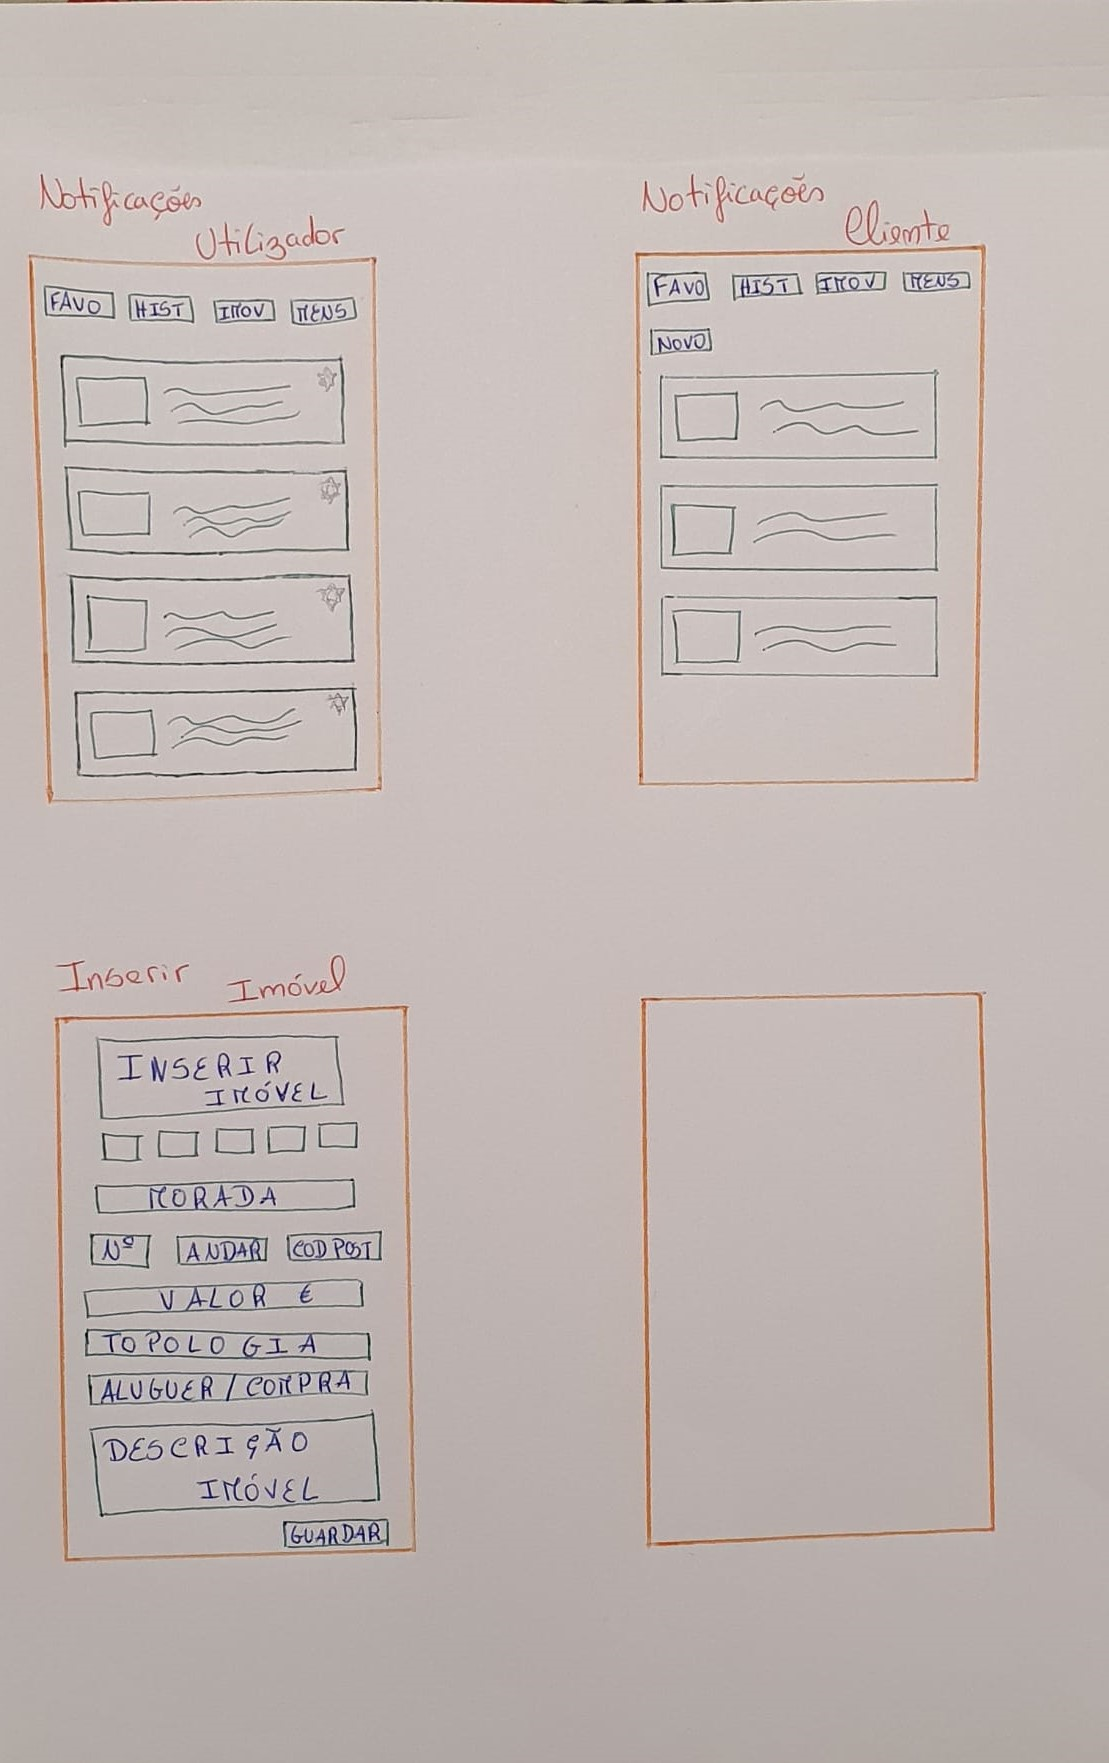 Notificações
Utilizador
FAVO HIST IMOV MENS
Notificações
Cliente
FAVO HIST IMOV MENS
NOVO
Inserir Imóvel
INSERIR
IMÓVEL
MORADA
Nº ANDAR COD POST
VALOR €
TOPOLOGIA
ALUGUER / COMPRA
DESCRIÇÃO
IMÓVEL
GUARDAR